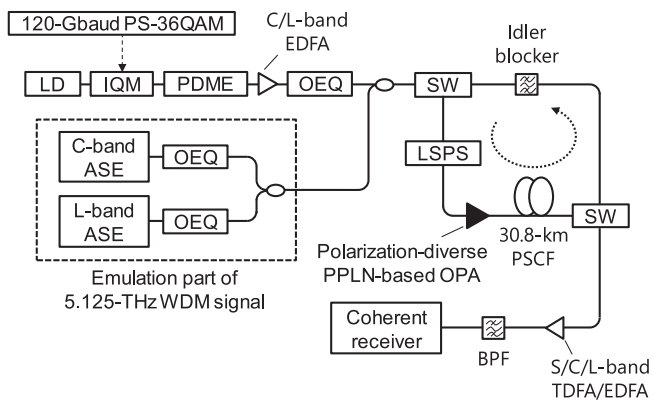 120-Gbaud PS-36QAM
C/L-band
EDFA
Idler
blocker
LD
IQM
PDME
OEQ
SW
C-band
ASE
OEQ
L-band
ASE
OEQ
LSPS
SW
Polarization-diverse
PPLN-based OPA
30.8-km
PSCF
Emulation part of
5.125-THz WDM signal
Coherent
receiver
BPF
S/C/L-band
TDFA/EDFA